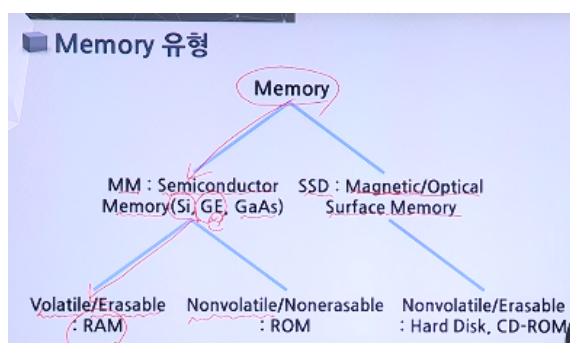 Memory 유형
Memory
MM : Semiconductor
Memory(Si, GE, GaAs)
SSD : Magnetic/Optical
Surface Memory
Volatile/Erasable
: RAM
Nonvolatile/Nonerasable
: ROM
Nonvolatile/Erasable
: Hard Disk, CD-ROM